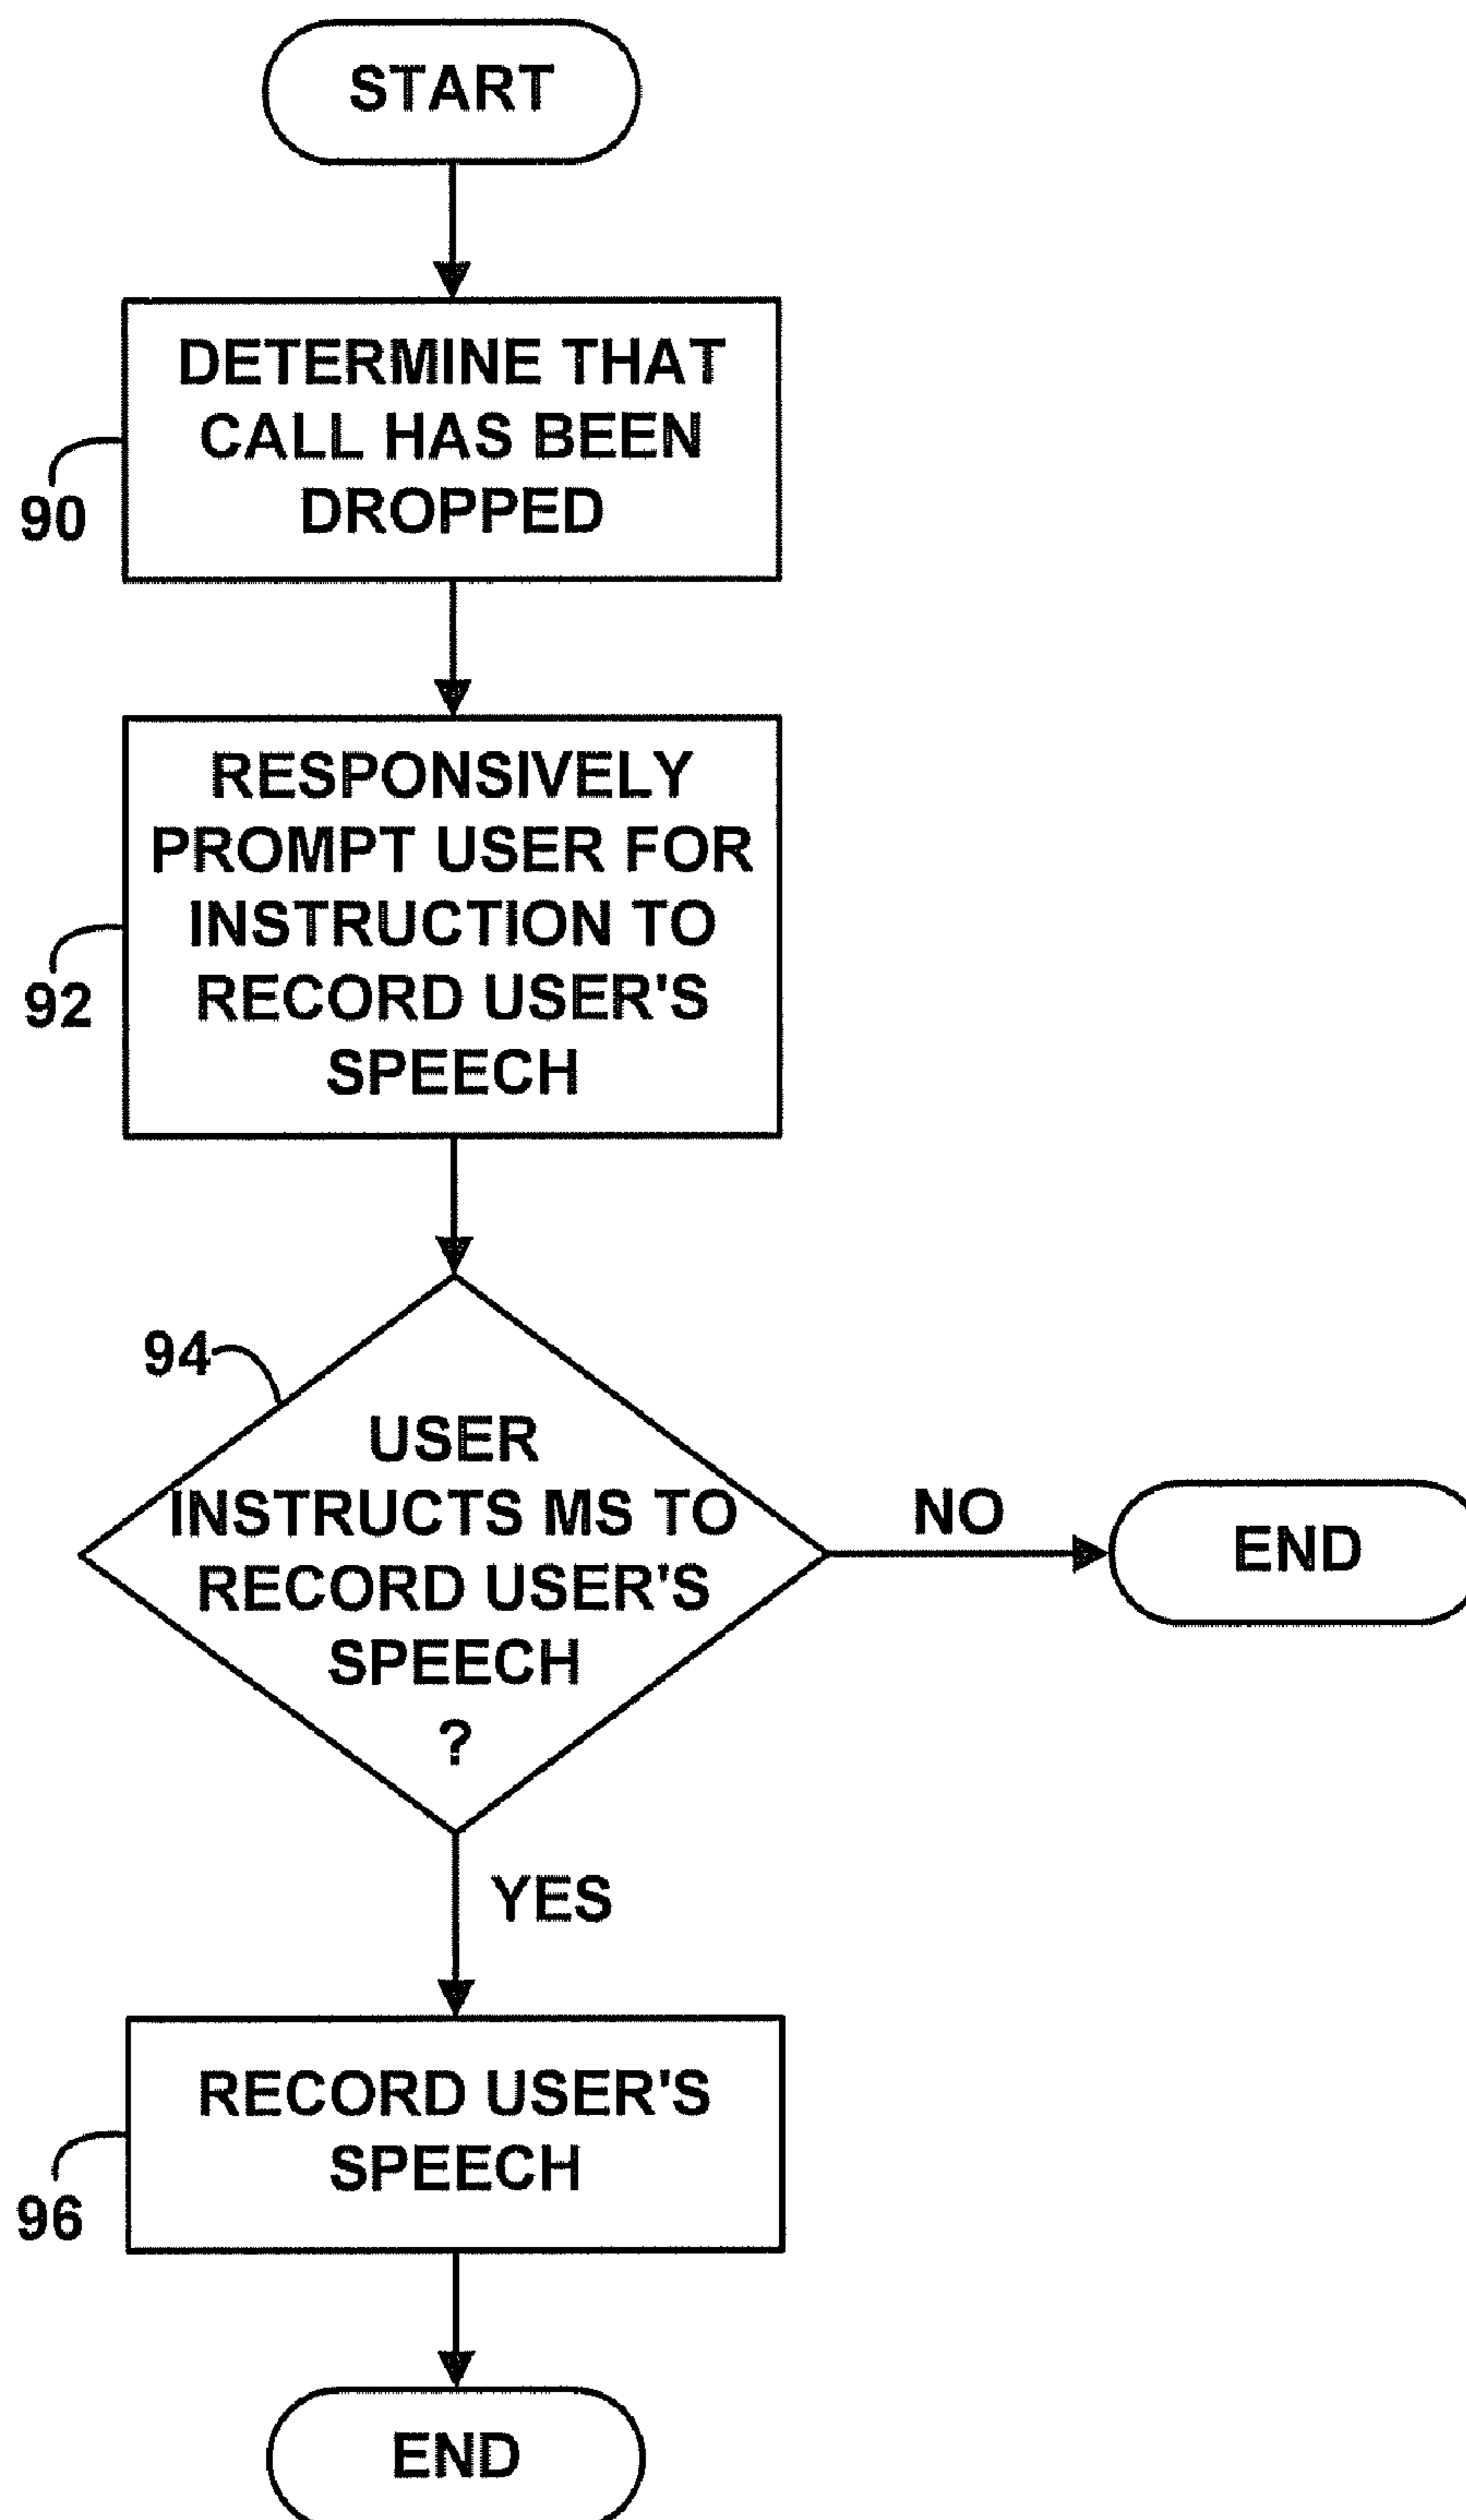 START
DETERMINE THAT
CALL HAS BEEN
DROPPED
90
RESPONSIVELY
PROMPT USER FOR
INSTRUCTION TO
RECORD USER'S
SPEECH
92
94
USER
INSTRUCTS MS TO
RECORD USER'S
SPEECH
?
NO
END
YES
RECORD USER'S
SPEECH
96
END